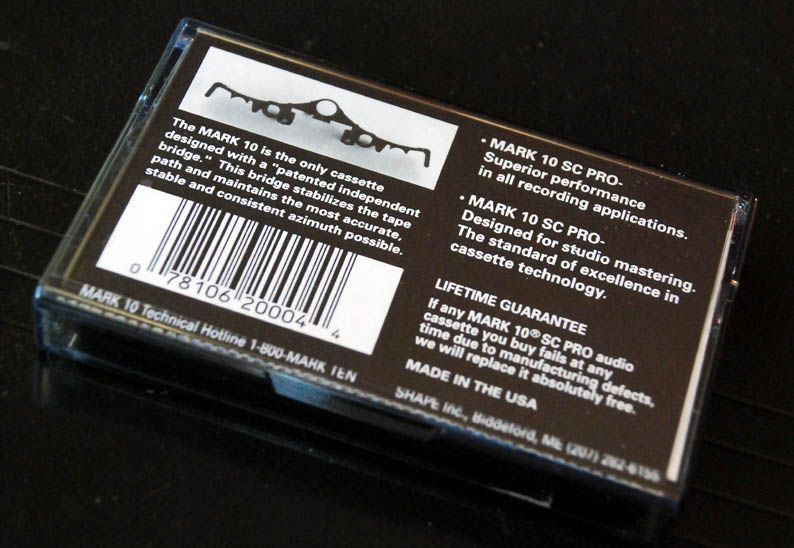 The MARK 10 is the only cassette
designed with a "patented independent
bridge." This bridge stabilizes the tape
path and maintains the most accurate,
stable and consistent azimuth possible.
0 78106 20004 4
MARK 10 Technical Hotline 1-800-MARK TEN
• MARK 10 SC PRO-
Superior performance
in all recording applications.
• MARK 10 SC PRO-
Designed for studio mastering.
The standard of excellence in
cassette technology.
LIFETIME GUARANTEE
If any MARK 10® SC PRO audio
cassette you buy fails at any
time due to manufacturing defects,
we will replace it absolutely free.
MADE IN THE USA
SHAPE Inc., Biddeford, ME (207) 282-6155